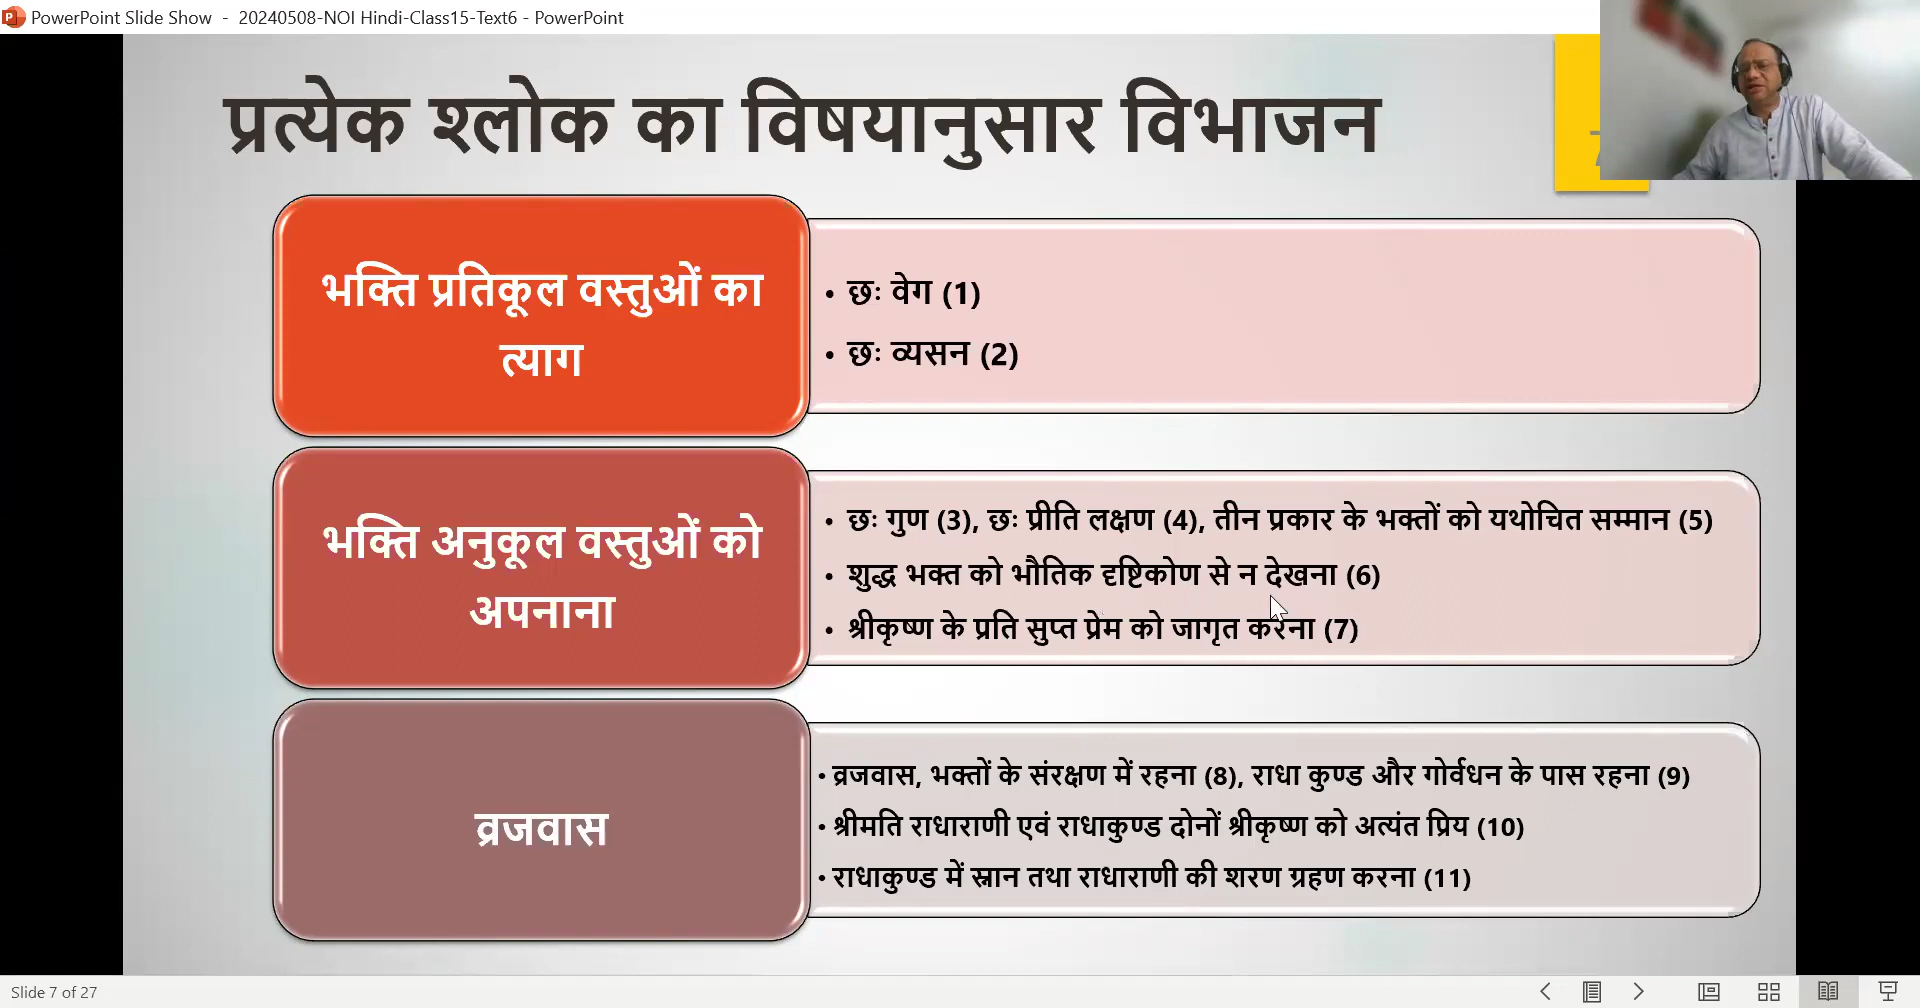 PowerPoint Slide Show - 20240508-NOI Hindi-Class15-Text6 - PowerPoint
प्रत्येक श्लोक का विषयानुसार विभाजन
भक्ति प्रतिकूल वस्तुओं का
त्याग
• छः वेग (1)
• छः व्यसन (2)
भक्ति अनुकूल वस्तुओं को
अपनाना
• छः गुण (3), छः प्रीति लक्षण (4), तीन प्रकार के भक्तों को यथोचित सम्मान (5)
• शुद्ध भक्त को भौतिक दृष्टिकोण से न देखना (6)
• श्रीकृष्ण के प्रति सुप्त प्रेम को जागृत करना (7)
व्रजवास
• व्रजवास, भक्तों के संरक्षण में रहना (8), राधा कुण्ड और गोर्वधन के पास रहना (9)
• श्रीमति राधाराणी एवं राधाकुण्ड दोनों श्रीकृष्ण को अत्यंत प्रिय (10)
• राधाकुण्ड में स्नान तथा राधाराणी की शरण ग्रहण करना (11)
Slide 7 of 27